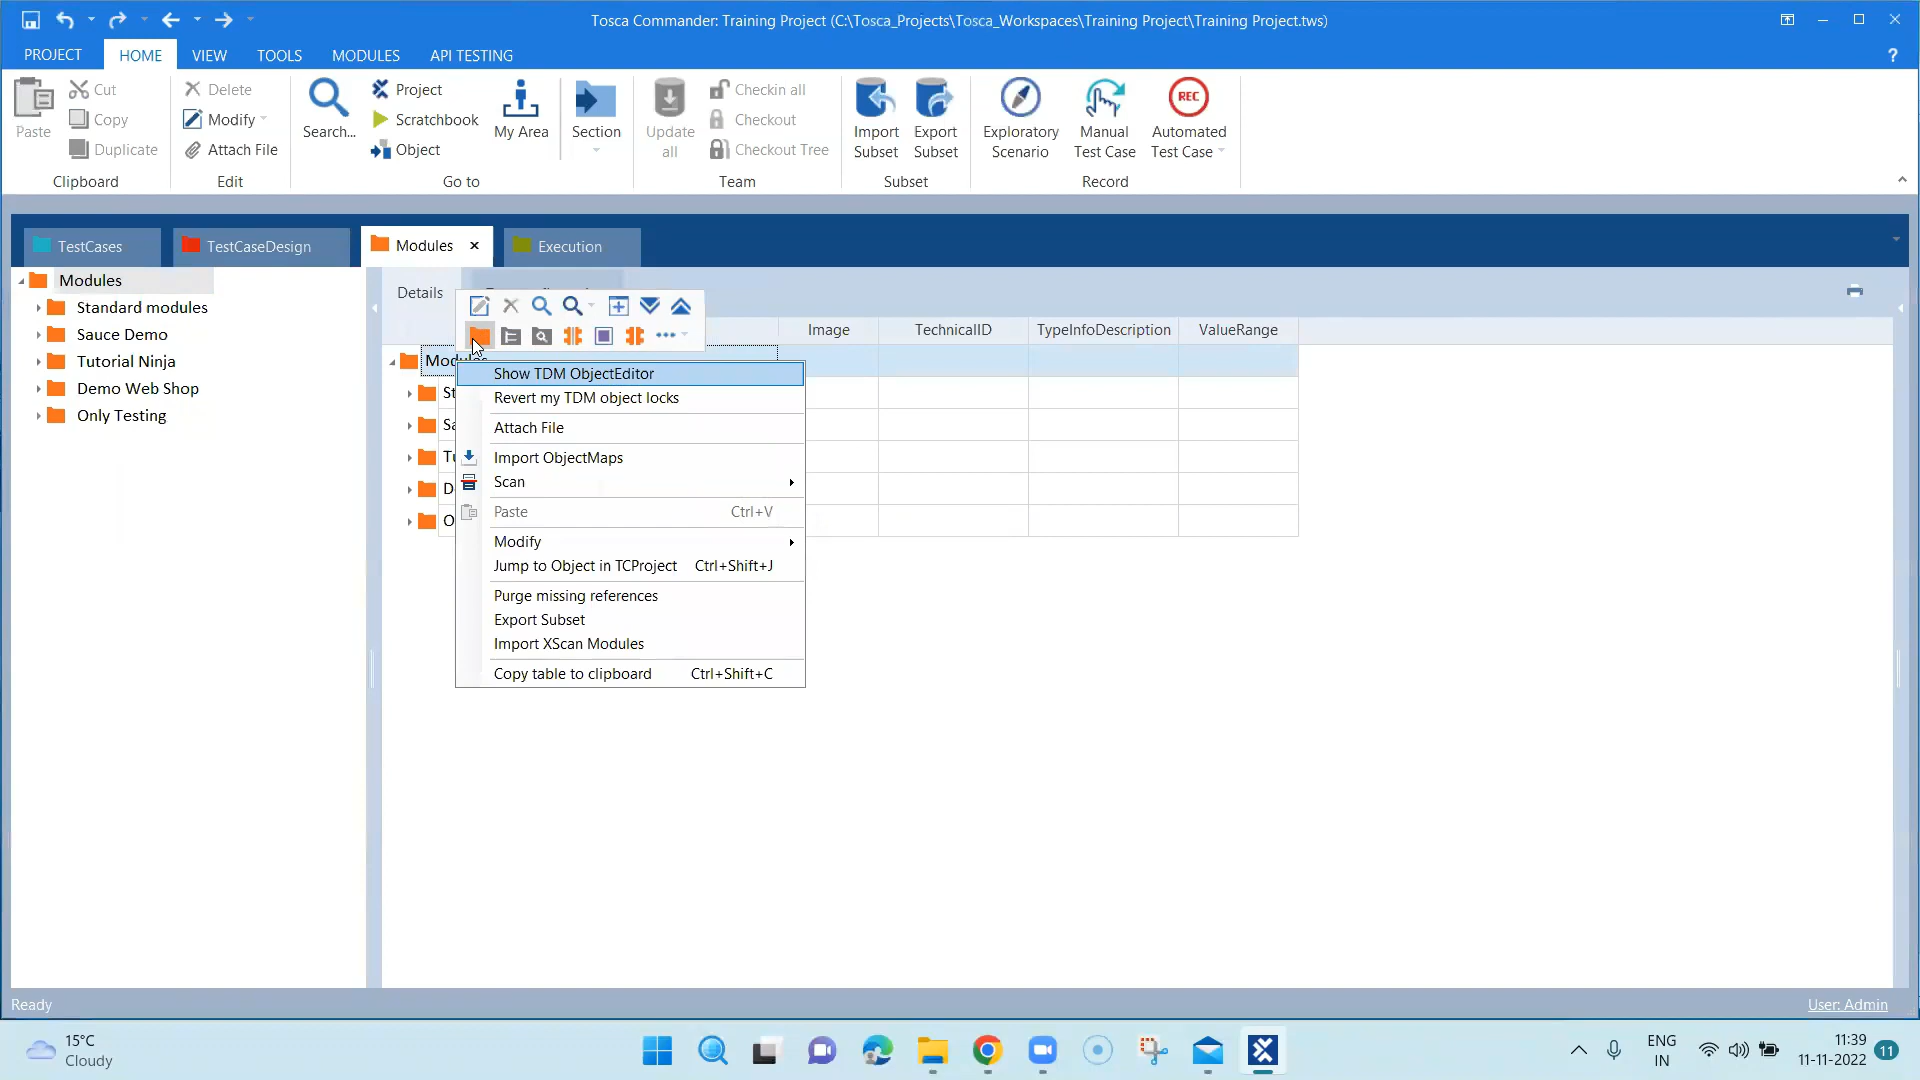 Tosca Commander: Training Project (C:\Tosca_Projects\Tosca_Workspaces\Training Project\Training Project.tws)
PROJECT HOME VIEW TOOLS MODULES API TESTING ?
Paste
Cut
Copy
Duplicate
Clipboard
Delete
Modify
Attach File
Edit
Search...
Project
Scratchbook
Object
My Area
Section
Go to
Update all
Checkin all
Checkout
Checkout Tree
Team
Import Subset
Export Subset
Subset
Exploratory Scenario
Manual Test Case
REC
Automated Test Case
Record
TestCases TestCaseDesign Modules × Execution
Modules
Standard modules
Sauce Demo
Tutorial Ninja
Demo Web Shop
Only Testing
Details
Image TechnicalID TypeInfoDescription ValueRange
Modules
St
Sa
Tu
D
O
Show TDM ObjectEditor
Revert my TDM object locks
Attach File
Import ObjectMaps
Scan
Paste Ctrl+V
Modify
Jump to Object in TCProject Ctrl+Shift+J
Purge missing references
Export Subset
Import XScan Modules
Copy table to clipboard Ctrl+Shift+C
Ready
User: Admin
15°C
Cloudy
ENG
IN
11:39
11-11-2022
11